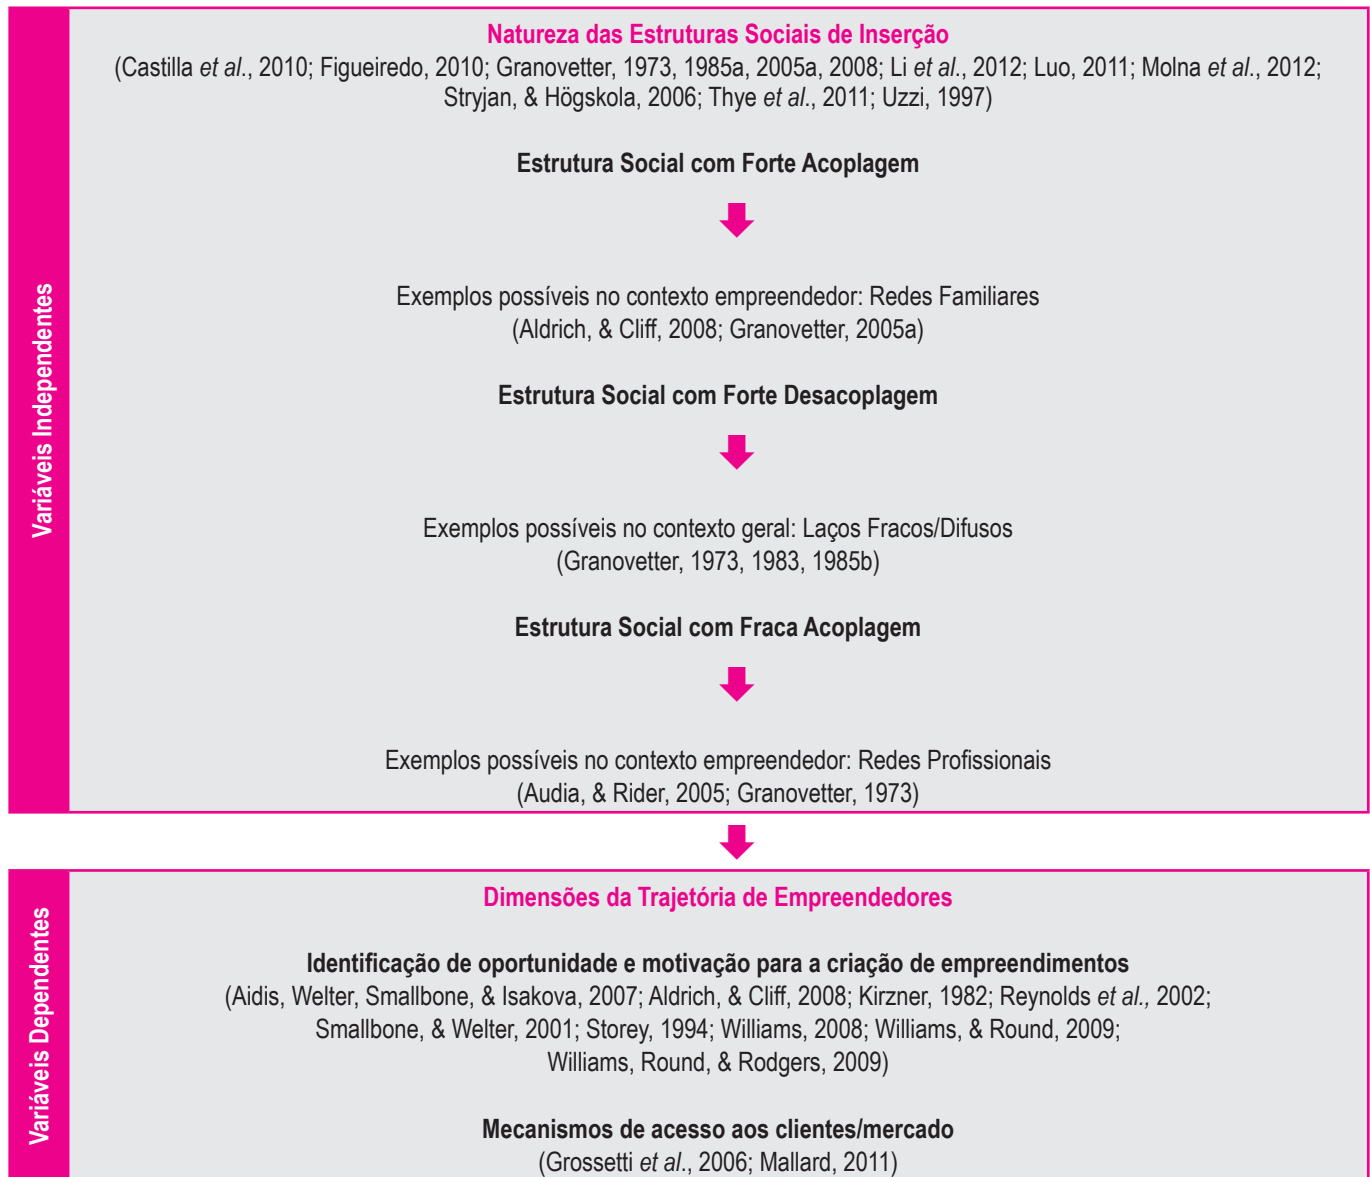 Variáveis Independentes
Natureza das Estruturas Sociais de Inserção
(Castilla et al., 2010; Figueiredo, 2010; Granovetter, 1973, 1985a, 2005a, 2008; Li et al., 2012; Luo, 2011; Molna et al., 2012;
Stryjan, & Högskola, 2006; Thye et al., 2011; Uzzi, 1997)
Estrutura Social com Forte Acoplagem
Exemplos possíveis no contexto empreendedor: Redes Familiares
(Aldrich, & Cliff, 2008; Granovetter, 2005a)
Estrutura Social com Forte Desacoplagem
Exemplos possíveis no contexto geral: Laços Fracos/Difusos
(Granovetter, 1973, 1983, 1985b)
Estrutura Social com Fraca Acoplagem
Exemplos possíveis no contexto empreendedor: Redes Profissionais
(Audia, & Rider, 2005; Granovetter, 1973)
Variáveis Dependentes
Dimensões da Trajetória de Empreendedores
Identificação de oportunidade e motivação para a criação de empreendimentos
(Aidis, Welter, Smallbone, & Isakova, 2007; Aldrich, & Cliff, 2008; Kirzner, 1982; Reynolds et al., 2002;
Smallbone, & Welter, 2001; Storey, 1994; Williams, 2008; Williams, & Round, 2009;
Williams, Round, & Rodgers, 2009)
Mecanismos de acesso aos clientes/mercado
(Grossetti et al., 2006; Mallard, 2011)